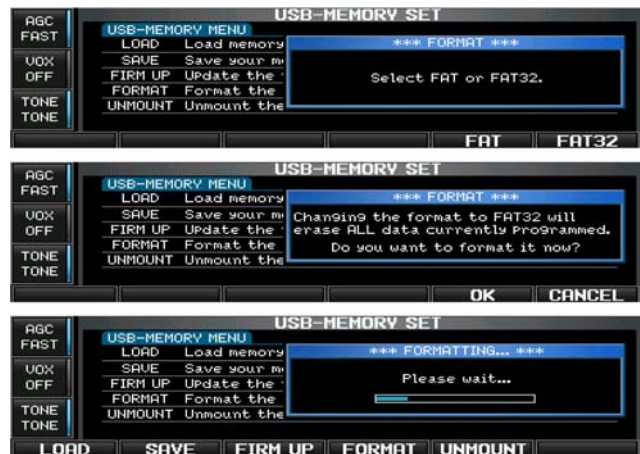 AGC
FAST
VOX
OFF
TONE
TONE
USB-MEMORY SET
USB-MEMORY MENU
LOAD Load memory
SAVE Save your m
FIRM UP Update the
FORMAT Format the
UNMOUNT Unmount the
*** FORMAT ***
Select FAT or FAT32.
FAT FAT32
AGC
FAST
VOX
OFF
TONE
TONE
USB-MEMORY SET
USB-MEMORY MENU
LOAD Load memory
SAVE Save your m
FIRM UP Update the
FORMAT Format the
UNMOUNT Unmount the
*** FORMAT ***
Changing the format to FAT32 will
erase ALL data currently Programmed.
Do you want to format it now?
OK CANCEL
AGC
FAST
VOX
OFF
TONE
TONE
USB-MEMORY SET
USB-MEMORY MENU
LOAD Load memory
SAVE Save your m
FIRM UP Update the
FORMAT Format the
UNMOUNT Unmount the
*** FORMATTING... ***
Please wait...
LOAD SAVE FIRM UP FORMAT UNMOUNT